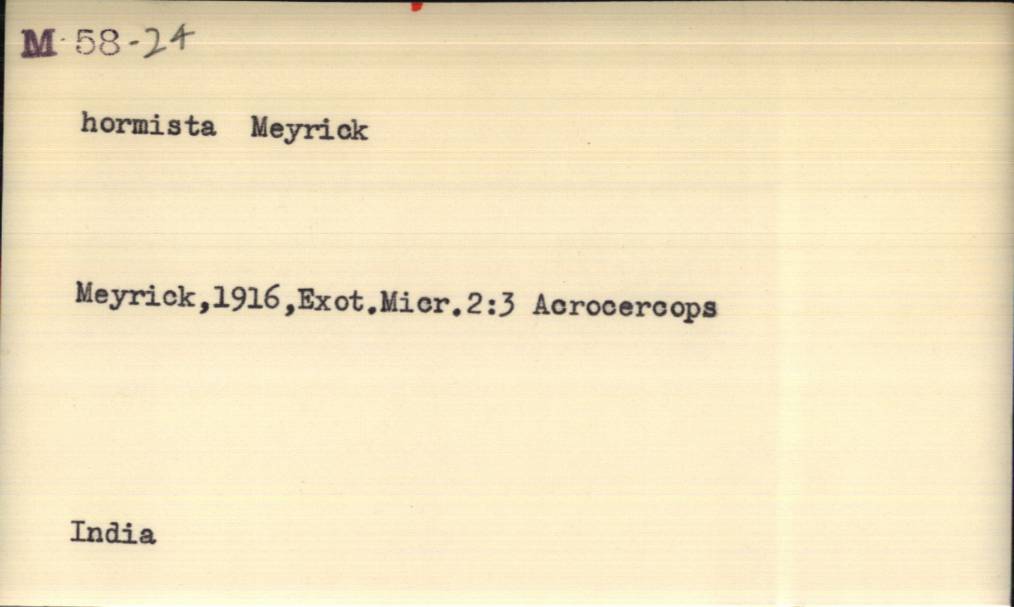 M 58-24
hormista Meyrick
Meyrick,1916,Exot.Micr.2:3 Acrocercops
India